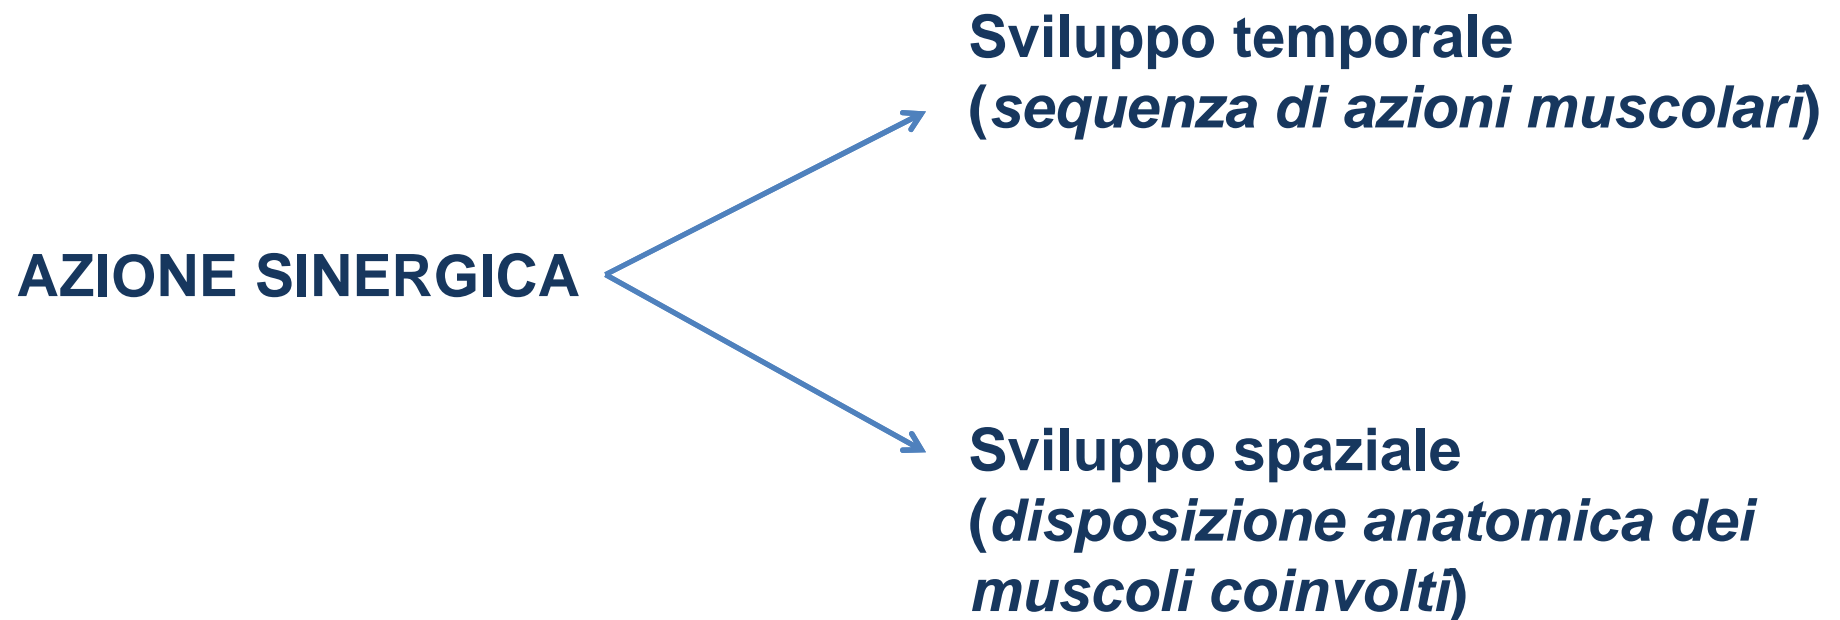 Sviluppo temporale
(sequenza di azioni muscolari)
AZIONE SINERGICA
Sviluppo spaziale
(disposizione anatomica dei
muscoli coinvolti)